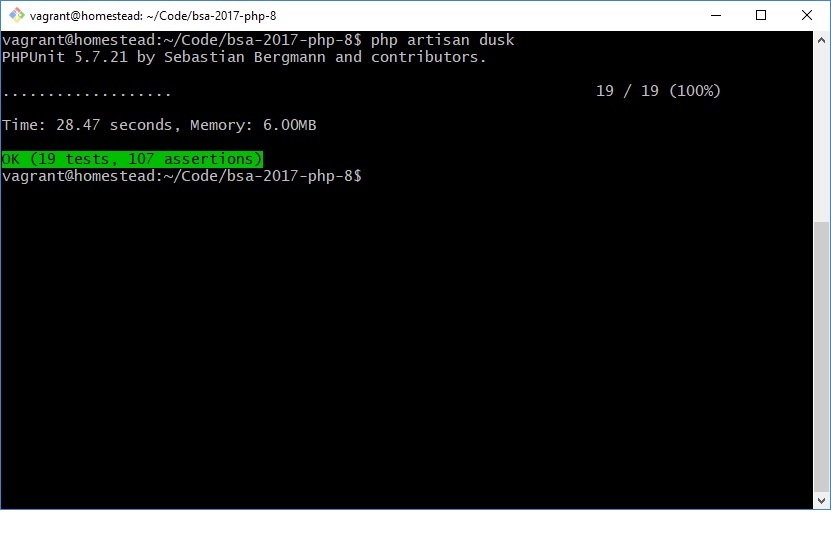 vagrant@homestead: ~/Code/bsa-2017-php-8
vagrant@homestead:~/Code/bsa-2017-php-8$ php artisan dusk
PHPUnit 5.7.21 by Sebastian Bergmann and contributors.
................... 19 / 19 (100%)
Time: 28.47 seconds, Memory: 6.00MB
OK (19 tests, 107 assertions)
vagrant@homestead:~/Code/bsa-2017-php-8$